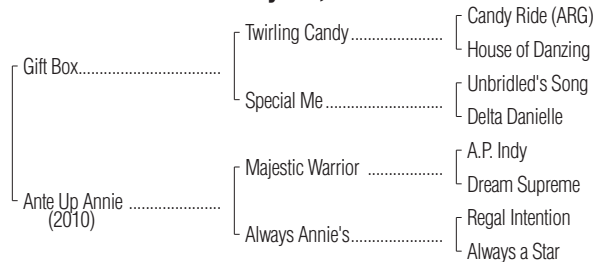 Candy Ride (ARG)
Twirling Candy....................
House of Danzing
Gift Box.................................
Unbridled's Song
Special Me ..........................
Delta Danielle
A.P. Indy
Majestic Warrior .................
Dream Supreme
Ante Up Annie .....................
(2010)
Regal Intention
Always Annie's.....................
Always a Star